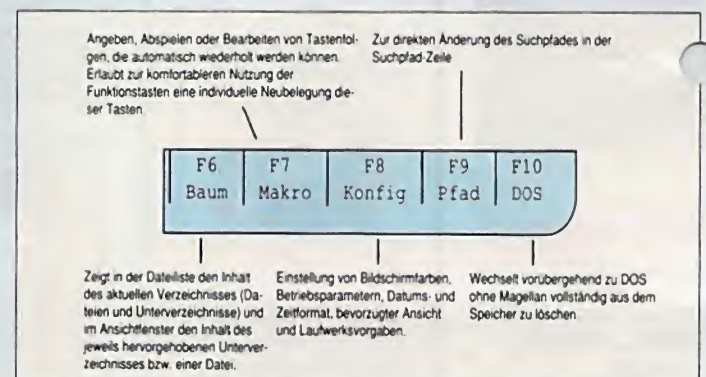 Angeben, Abspielen oder Bearbeiten von Tastenfol-
gen, die automatisch wiederholt werden können.
Erlaubt zur komfortableren Nutzung der
Funktionstasten eine individuelle Neubelegung die-
ser Tasten.
Zur direkten Änderung des Suchpfades in der
Suchpfad-Zeile
F6 F7 F8 F9 F10
Baum Makro Konfig Pfad DOS
Zeigt in der Dateiliste den Inhalt
des aktuellen Verzeichnisses (Da-
teien und Unterverzeichnisse) und
im Ansichtfenster den Inhalt des
jeweils hervorgehobenen Unterver-
zeichnisses bzw. einer Datei.
Einstellung von Bildschirmfarben,
Betriebsparametern, Datums- und
Zeitformat, bevorzugter Ansicht
und Laufwerksvorgaben.
Wechselt vorübergehend zu DOS
ohne Magellan vollständig aus dem
Speicher zu löschen.